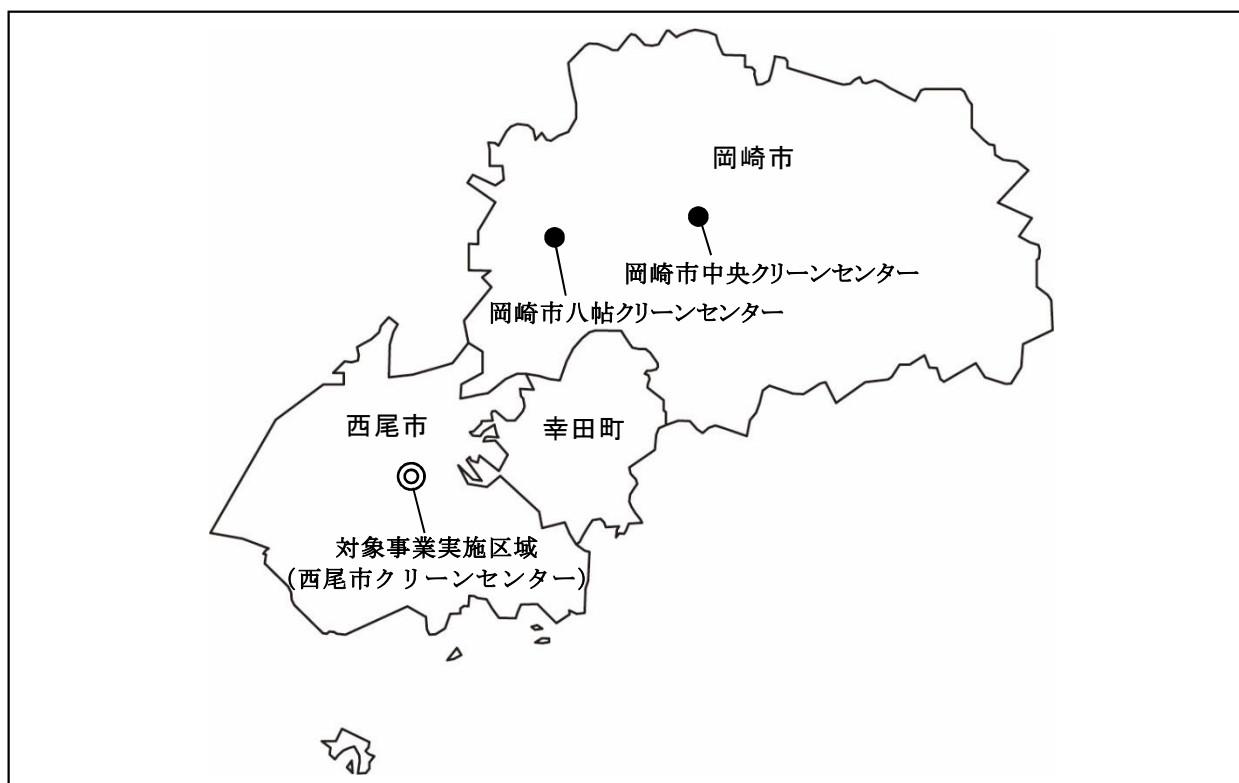 岡崎市
岡崎市中央クリーンセンター
岡崎市八帖クリーンセンター
西尾市
幸田町
対象事業実施区域
(西尾市クリーンセンター)